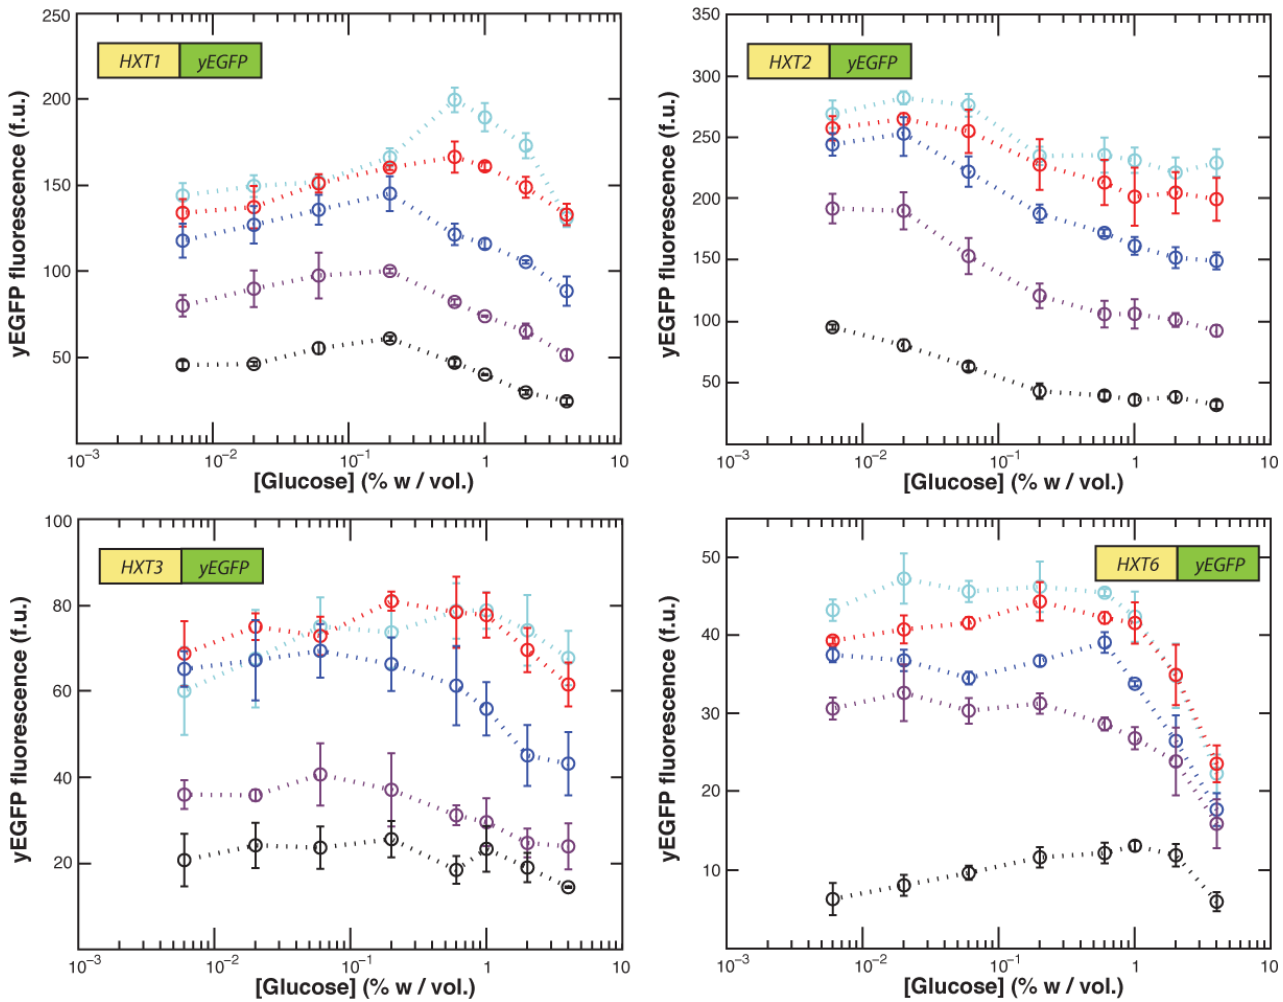 250
200
150
100
50
yEGFP fluorescence (f.u.)
HXT1 yEGFP
10⁻³ 10⁻² 10⁻¹ 1 10
[Glucose] (% w / vol.)
350
300
250
200
150
100
50
yEGFP fluorescence (f.u.)
HXT2 yEGFP
10⁻³ 10⁻² 10⁻¹ 1 10
[Glucose] (% w / vol.)
100
80
60
40
20
yEGFP fluorescence (f.u.)
HXT3 yEGFP
10⁻³ 10⁻² 10⁻¹ 1 10
[Glucose] (% w / vol.)
50
40
30
20
10
yEGFP fluorescence (f.u.)
HXT6 yEGFP
10⁻³ 10⁻² 10⁻¹ 1 10
[Glucose] (% w / vol.)